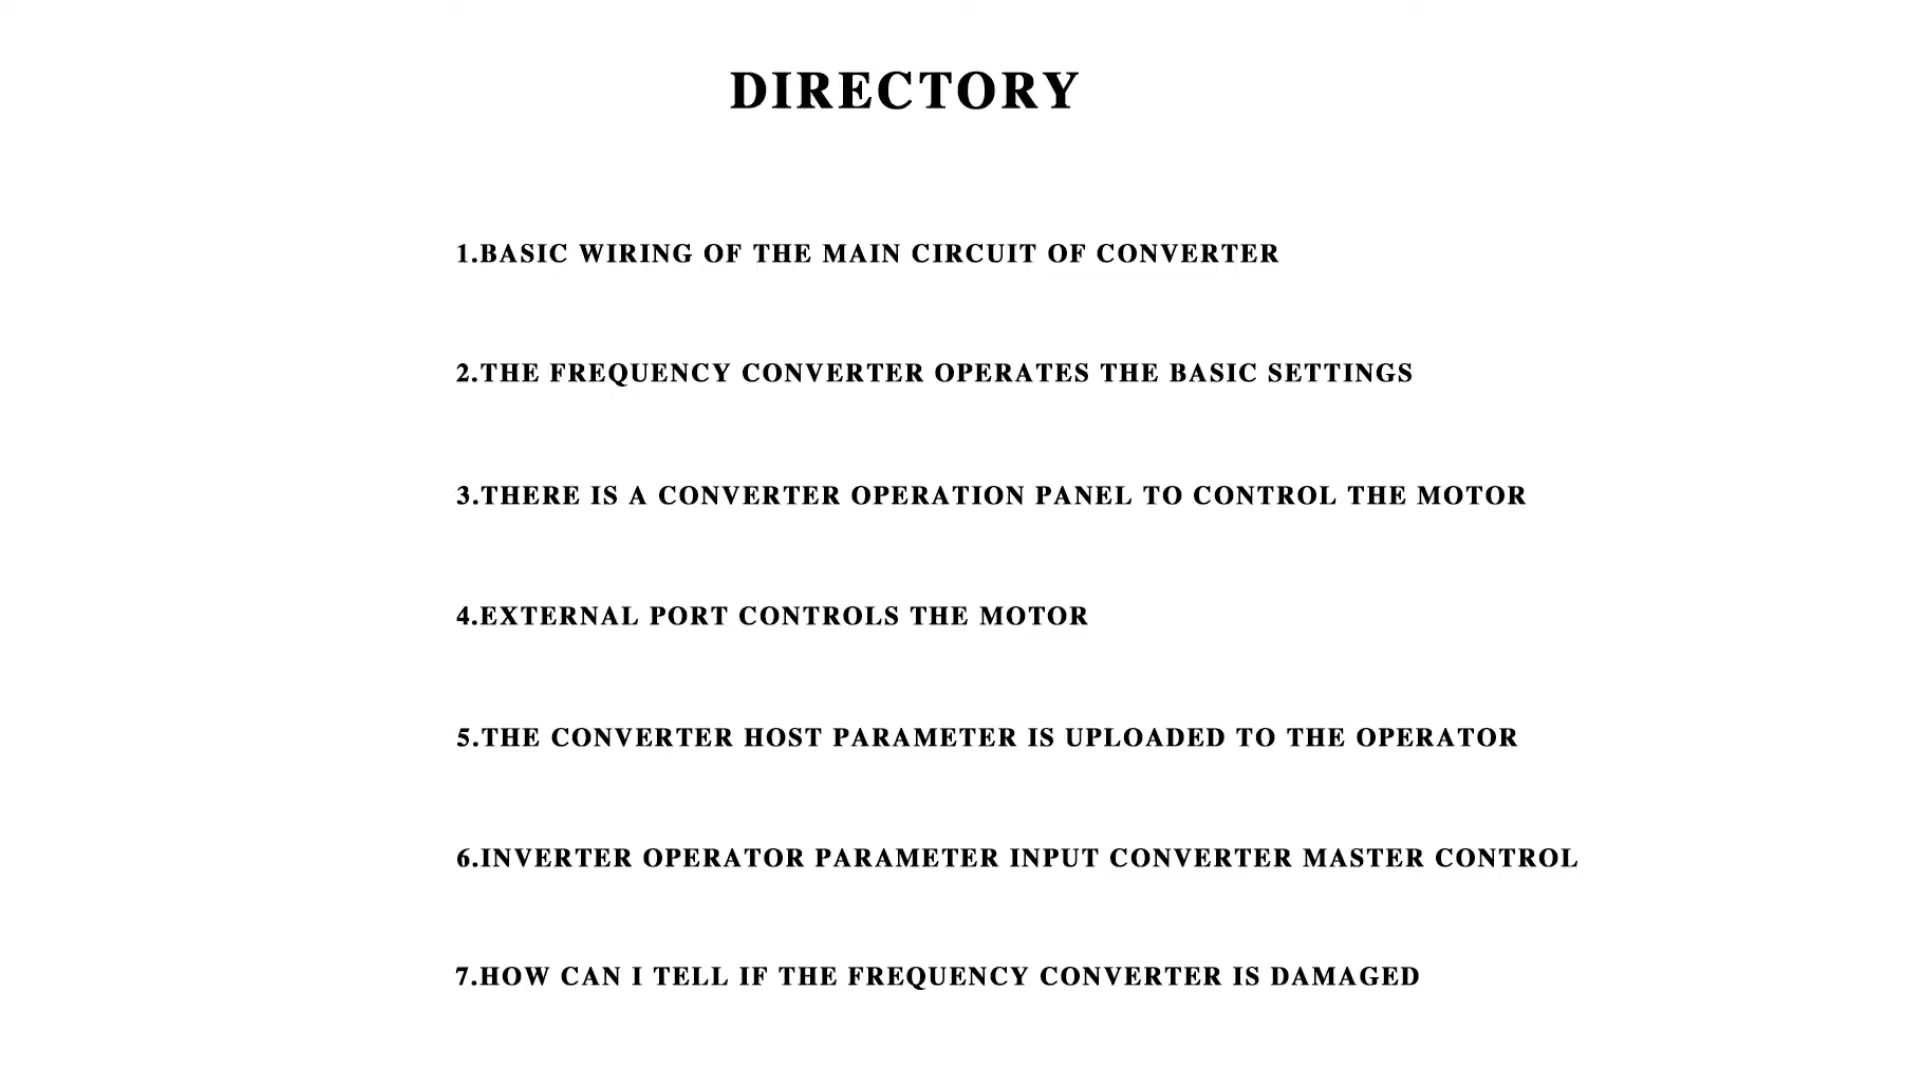 DIRECTORY
1.BASIC WIRING OF THE MAIN CIRCUIT OF CONVERTER
2.THE FREQUENCY CONVERTER OPERATES THE BASIC SETTINGS
3.THERE IS A CONVERTER OPERATION PANEL TO CONTROL THE MOTOR
4.EXTERNAL PORT CONTROLS THE MOTOR
5.THE CONVERTER HOST PARAMETER IS UPLOADED TO THE OPERATOR
6.INVERTER OPERATOR PARAMETER INPUT CONVERTER MASTER CONTROL
7.HOW CAN I TELL IF THE FREQUENCY CONVERTER IS DAMAGED